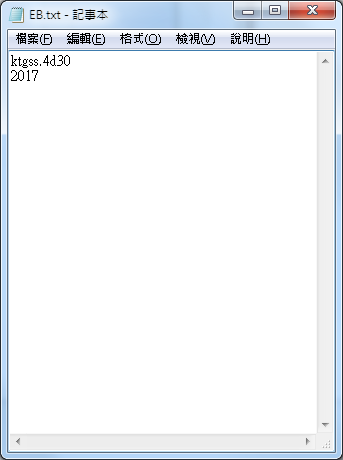 EB.txt - 記事本
檔案(F) 編輯(E) 格式(O) 檢視(V) 說明(H)
ktgss.4d30
2017